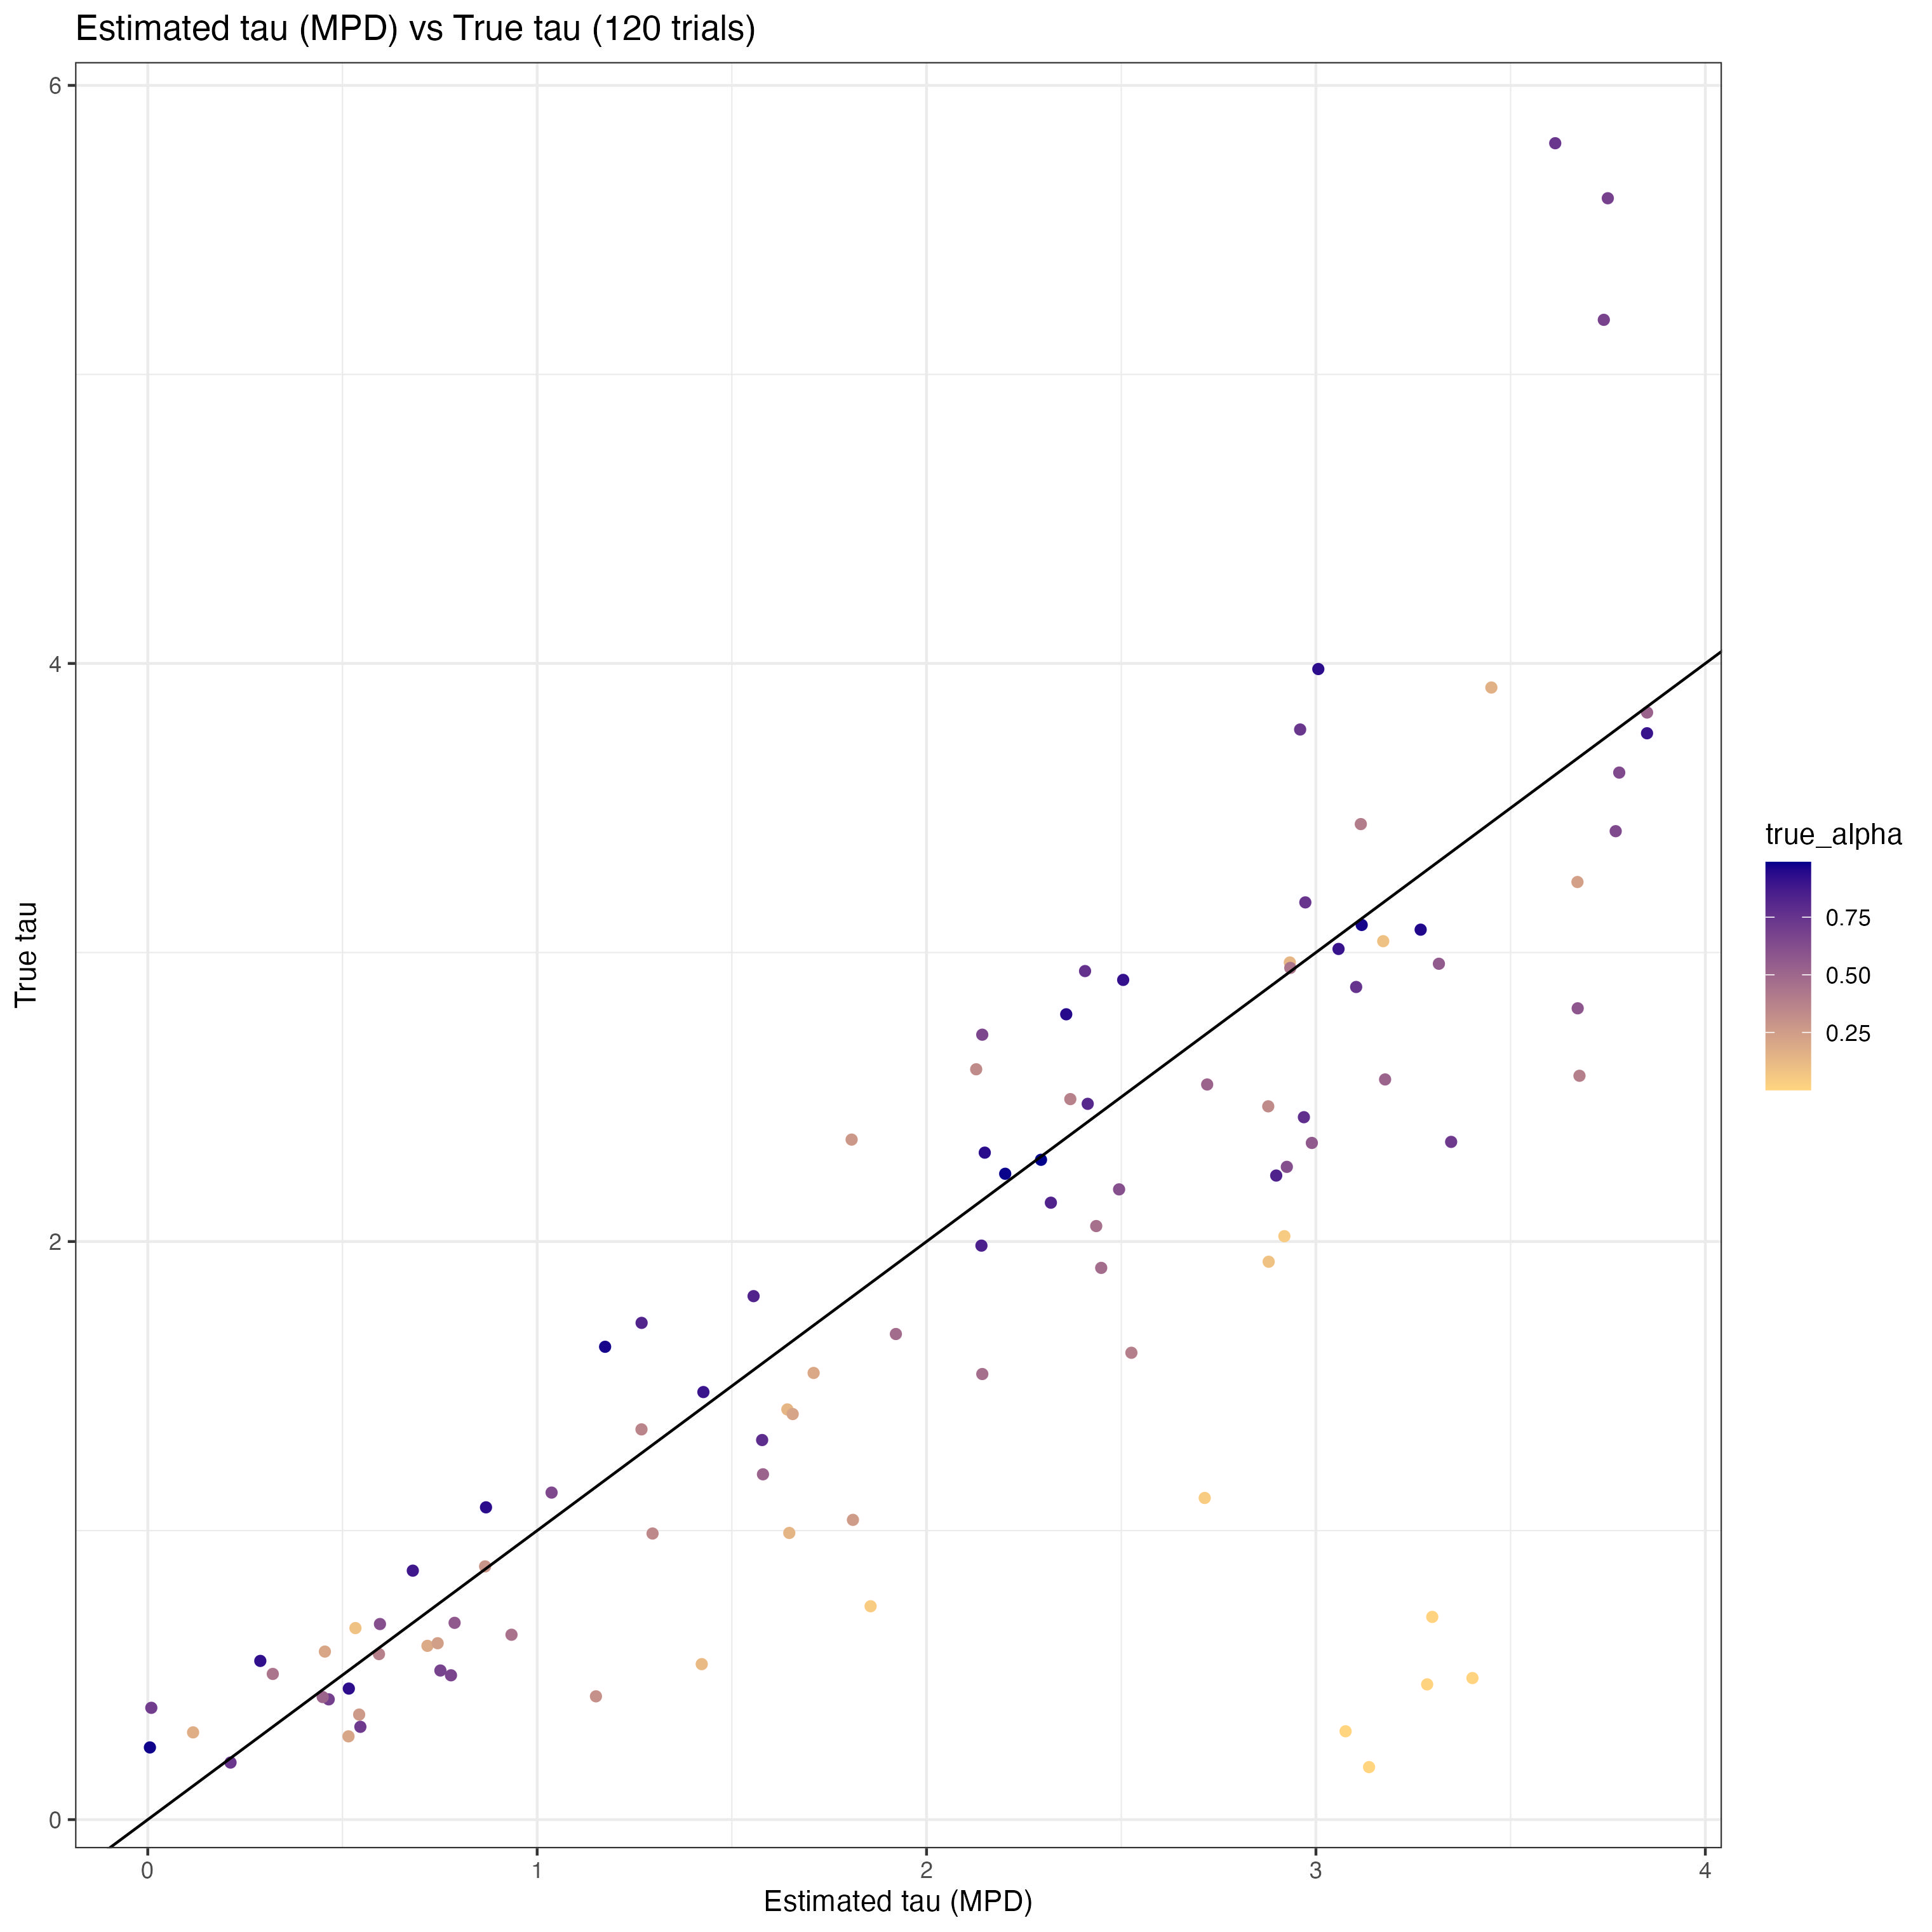 Estimated tau (MPD) vs True tau (120 trials)
6
4
2
0
True tau
0 1 2 3 4
Estimated tau (MPD)
true_alpha
0.75
0.50
0.25